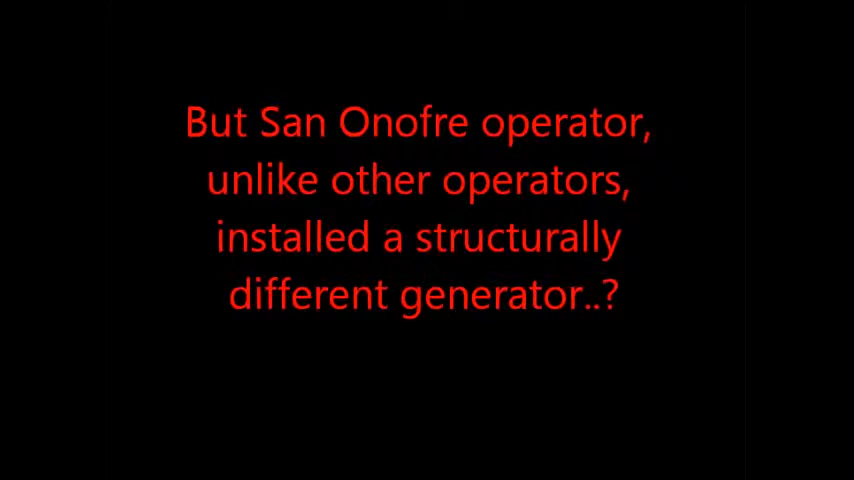 But San Onofre operator,
unlike other operators,
installed a structurally
different generator..?